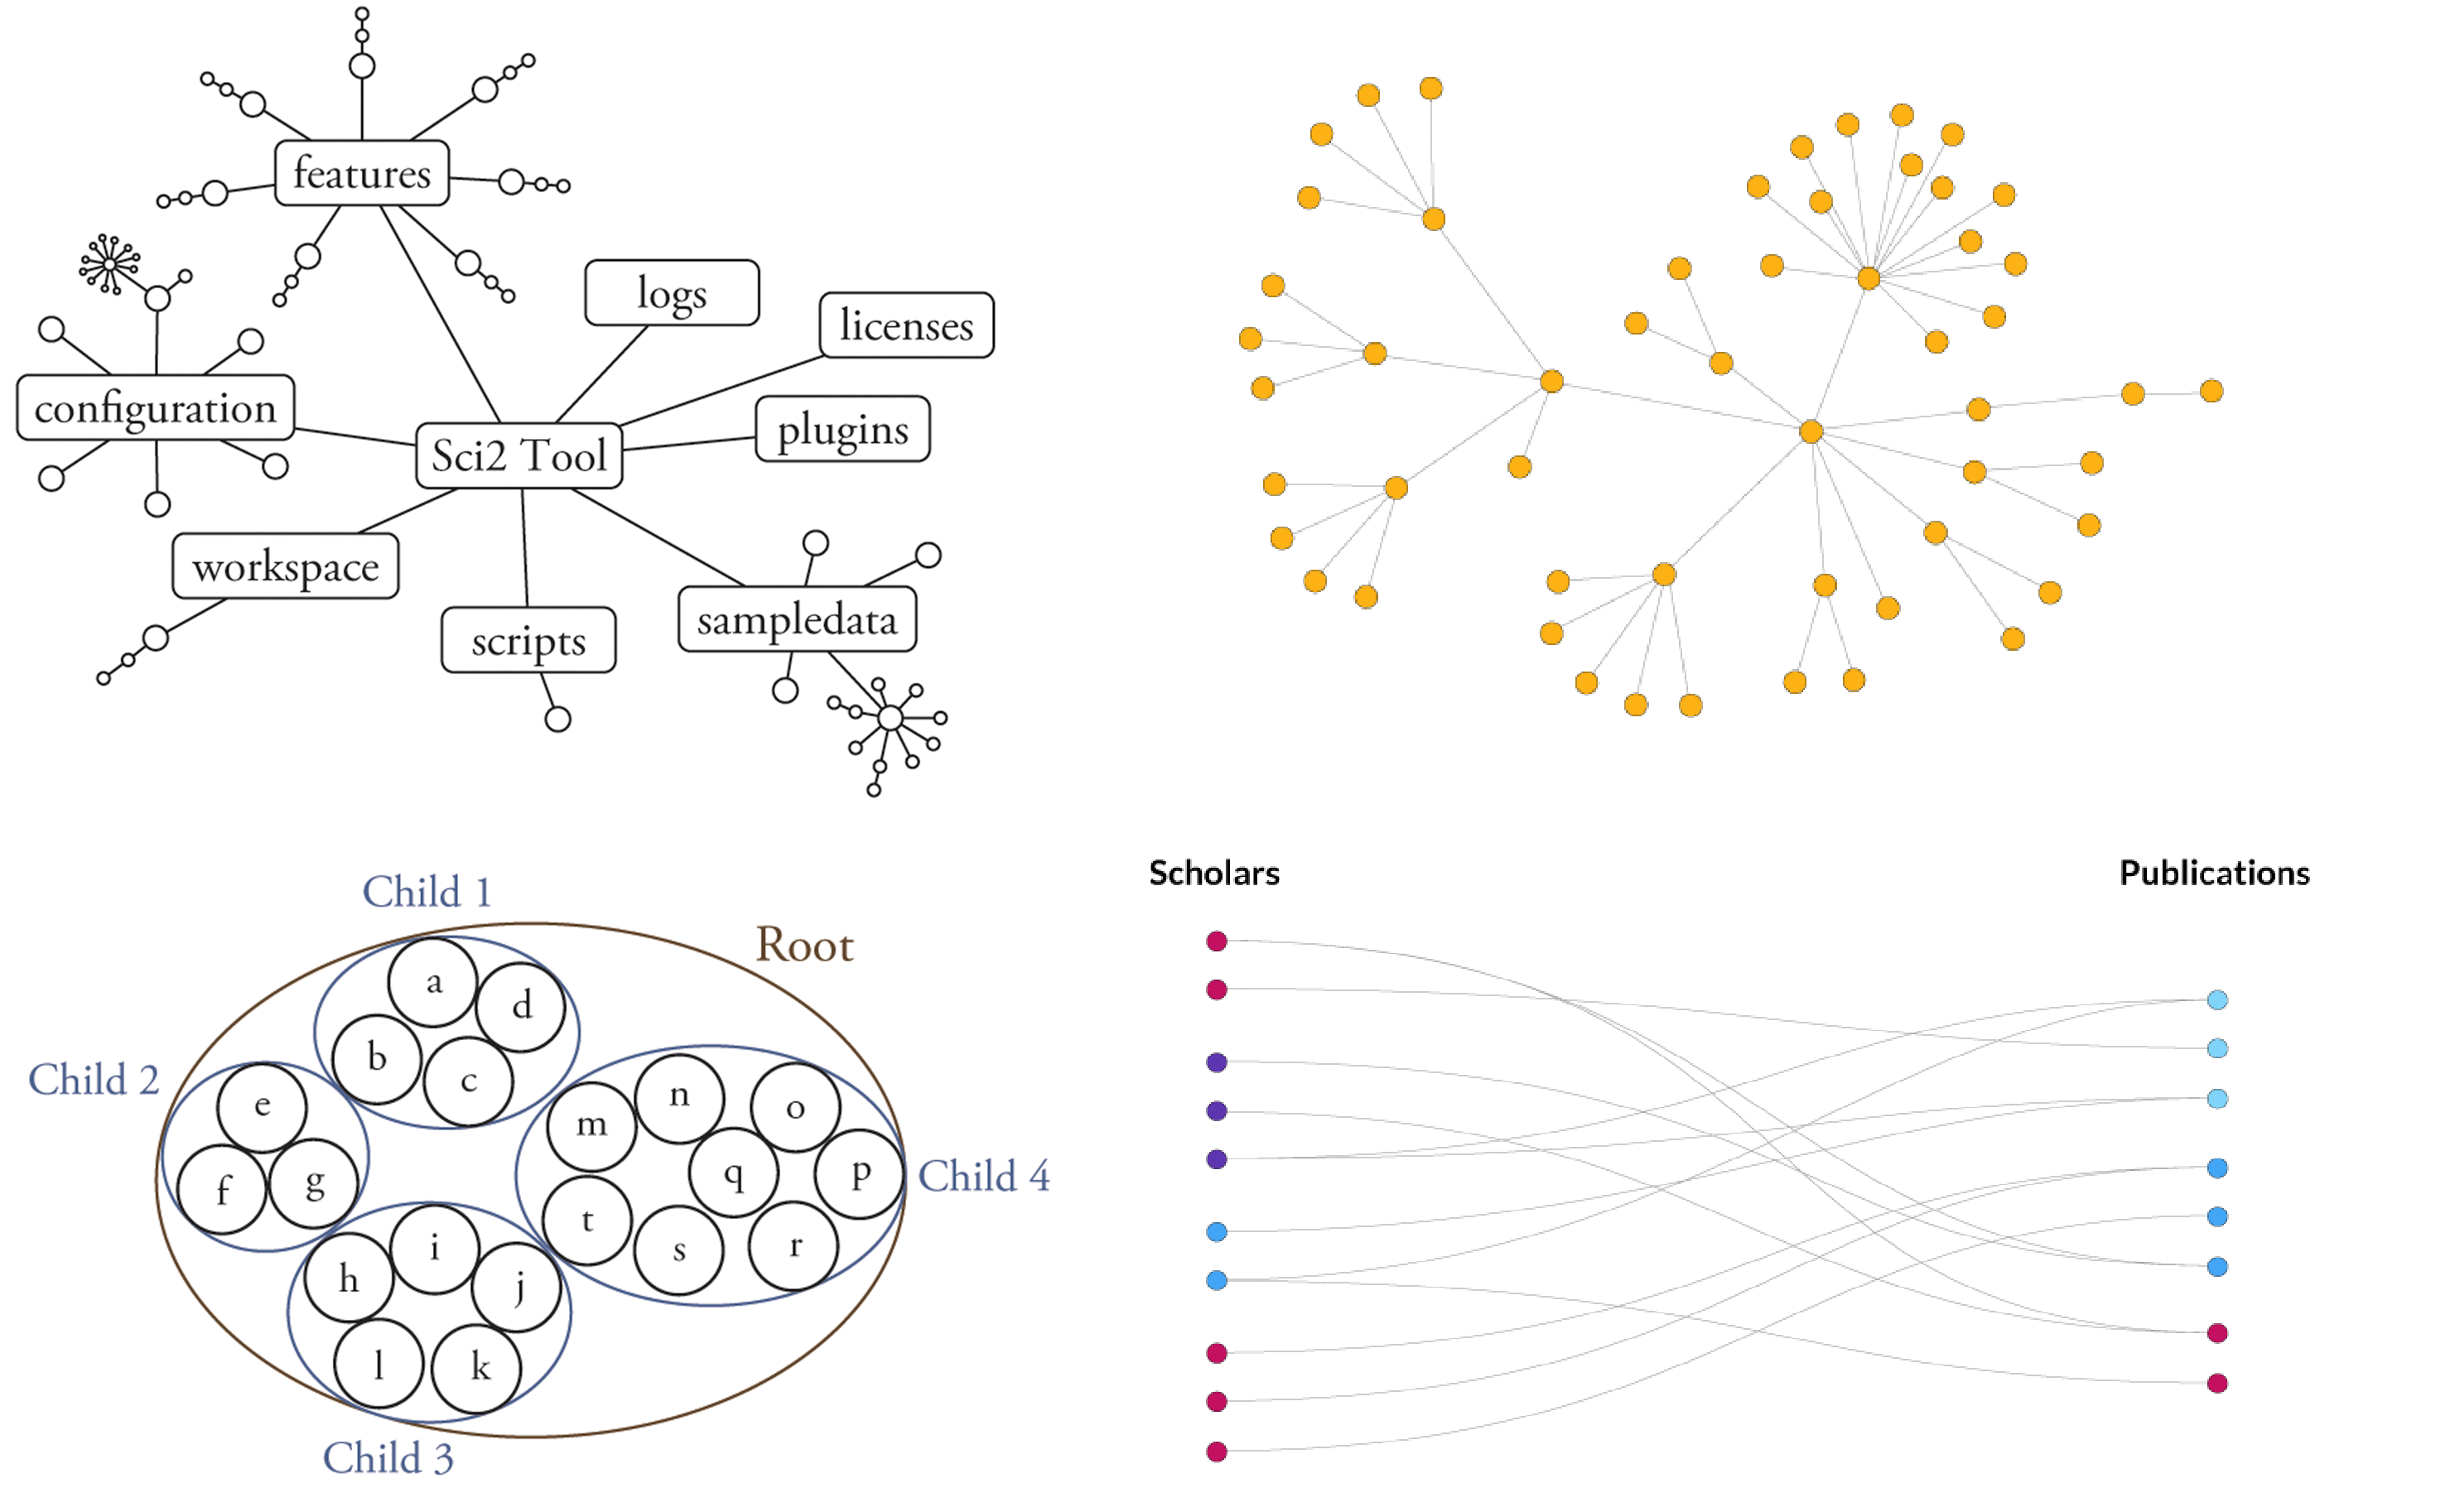 features
logs
licenses
configuration
plugins
Sci2 Tool
workspace
scripts
sampledata
Child 1
Root
a
d
b
c
Child 2
e
f
g
n
o
m
q
p
Child 4
t
s
r
i
h
j
l
k
Child 3
Scholars
Publications